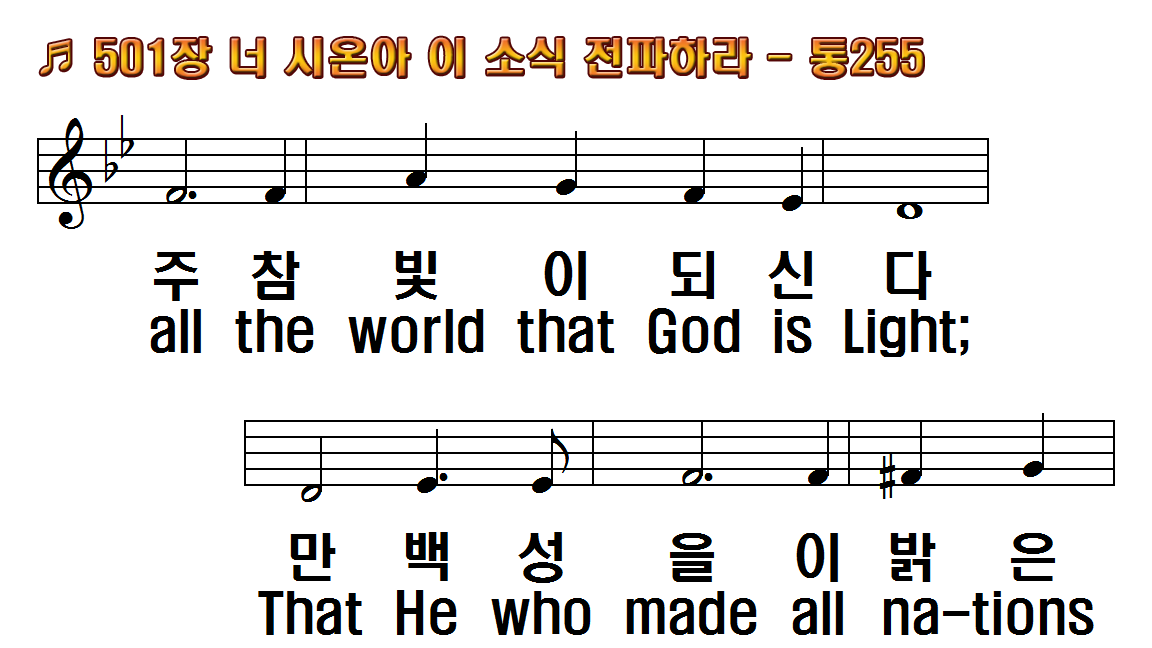 ♬ 501장 너 시온아 이 소식 전파하라 - 통255
주 참 빛 이 되 신 다
all the world that God is Light;
만 백 성 을 이 밝 은
That He who made all na-tions